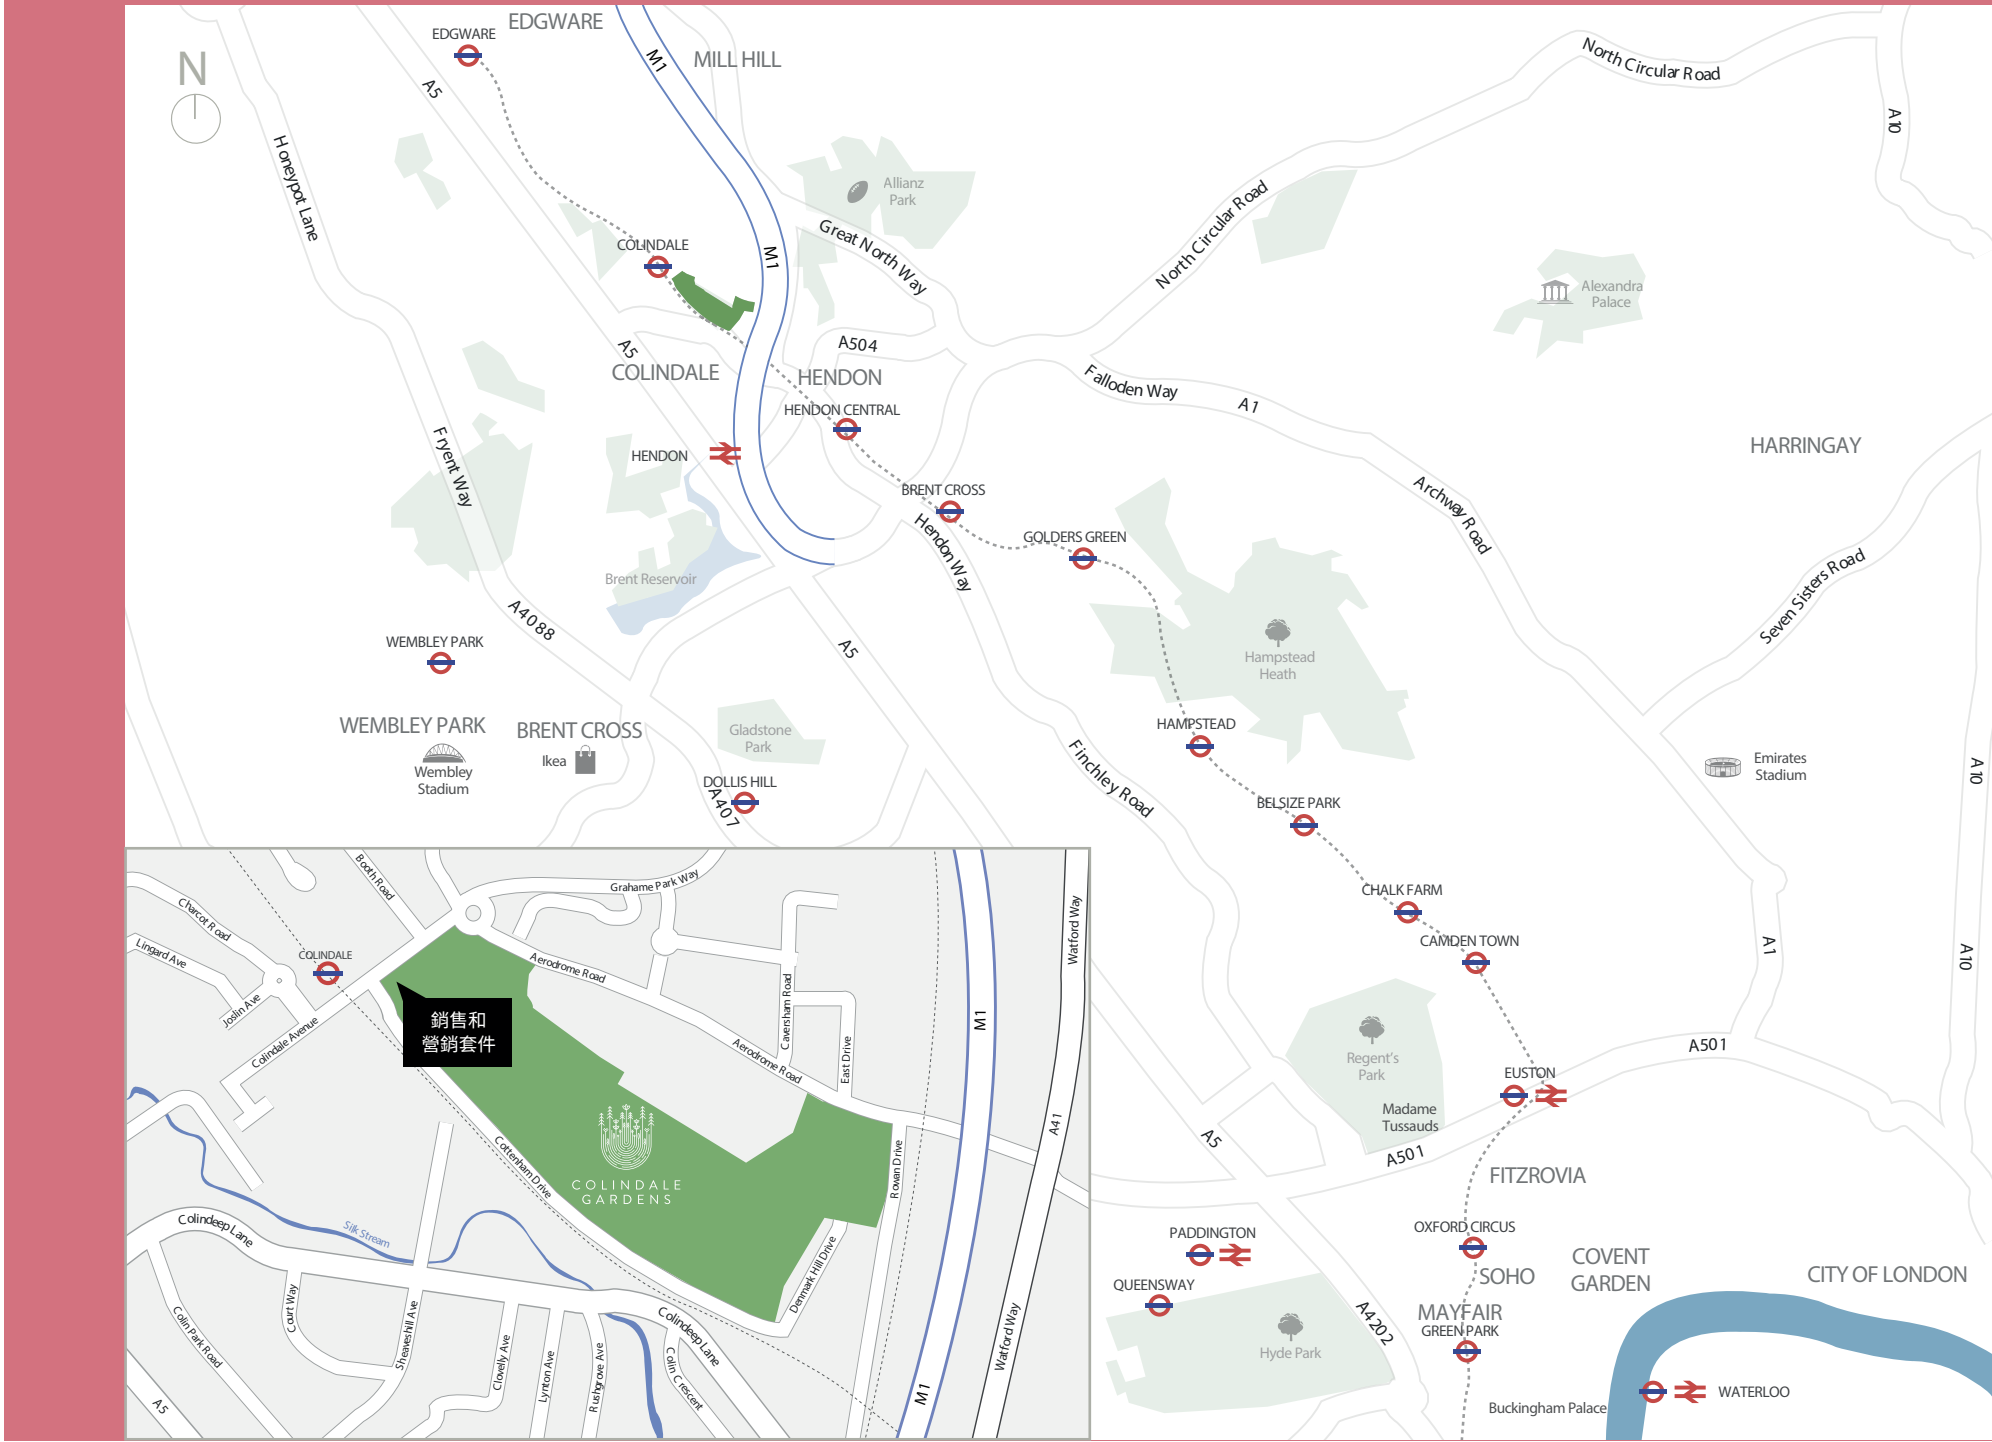 EDGWARE
EDGWARE
N
M1
MILL HILL
A5
North Circular Road
A10
Honeypot Lane
Allianz
Park
North Circular Road
Great North Way
COLINDALE
M1
Alexandra
Palace
A504
A5
COLINDALE
HENDON
Falloden Way
A1
HENDON CENTRAL
HARRINGAY
HENDON
Fryent Way
BRENT CROSS
Archway Road
Hendon Way
GOLDERS GREEN
Brent Reservoir
A4088
Seven Sisters Road
WEMBLEY PARK
A5
Hampstead
Heath
WEMBLEY PARK
BRENT CROSS
Gladstone
Park
HAMPSTEAD
Ikea
Wembley
Stadium
Finchley Road
Emirates
Stadium
A10
DOLLIS HILL
A407
BELSIZE PARK
CHALK FARM
CAMDEN TOWN
A1
A10
Regent's
Park
A501
EUSTON
Madame
Tussauds
A5
A501
FITZROVIA
PADDINGTON
OXFORD CIRCUS
COVENT
GARDEN
SOHO
CITY OF LONDON
QUEENSWAY
MAYFAIR
GREEN PARK
A4202
Hyde Park
WATERLOO
Buckingham Palace
Booth Road
Grahame Park Way
Charcot Road
Watford Way
Lingard Ave
COLINDALE
Aerodrome Road
Joslin Ave
Caversham Road
銷售和
營銷套件
M1
Colindale Avenue
Aerodrome Road
East Drive
A41
Cottenham Drive
COLINDALE
GARDENS
Rowan Drive
Colindeep Lane
Silk Stream
Denmark Hill Drive
Court Way
Colin Park Road
Sheaveshill Ave
Colindeep Lane
Watford Way
Clovelly Ave
Lynton Ave
Rushgrove Ave
Colin Crescent
M1
A5